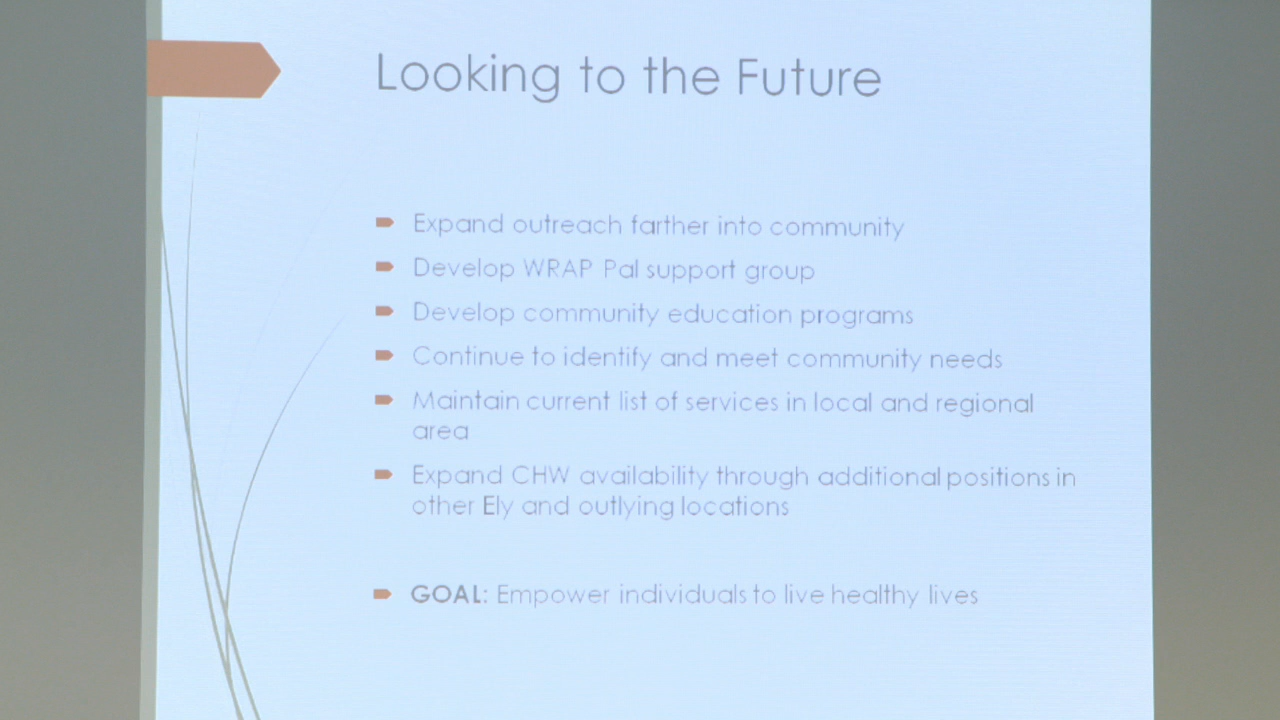 Looking to the Future
Expand outreach farther into community
Develop WRAP Pal support group
Develop community education programs
Continue to identify and meet community needs
Maintain current list of services in local and regional
area
Expand CHW availability through additional positions in
other Ely and outlying locations
GOAL: Empower individuals to live healthy lives